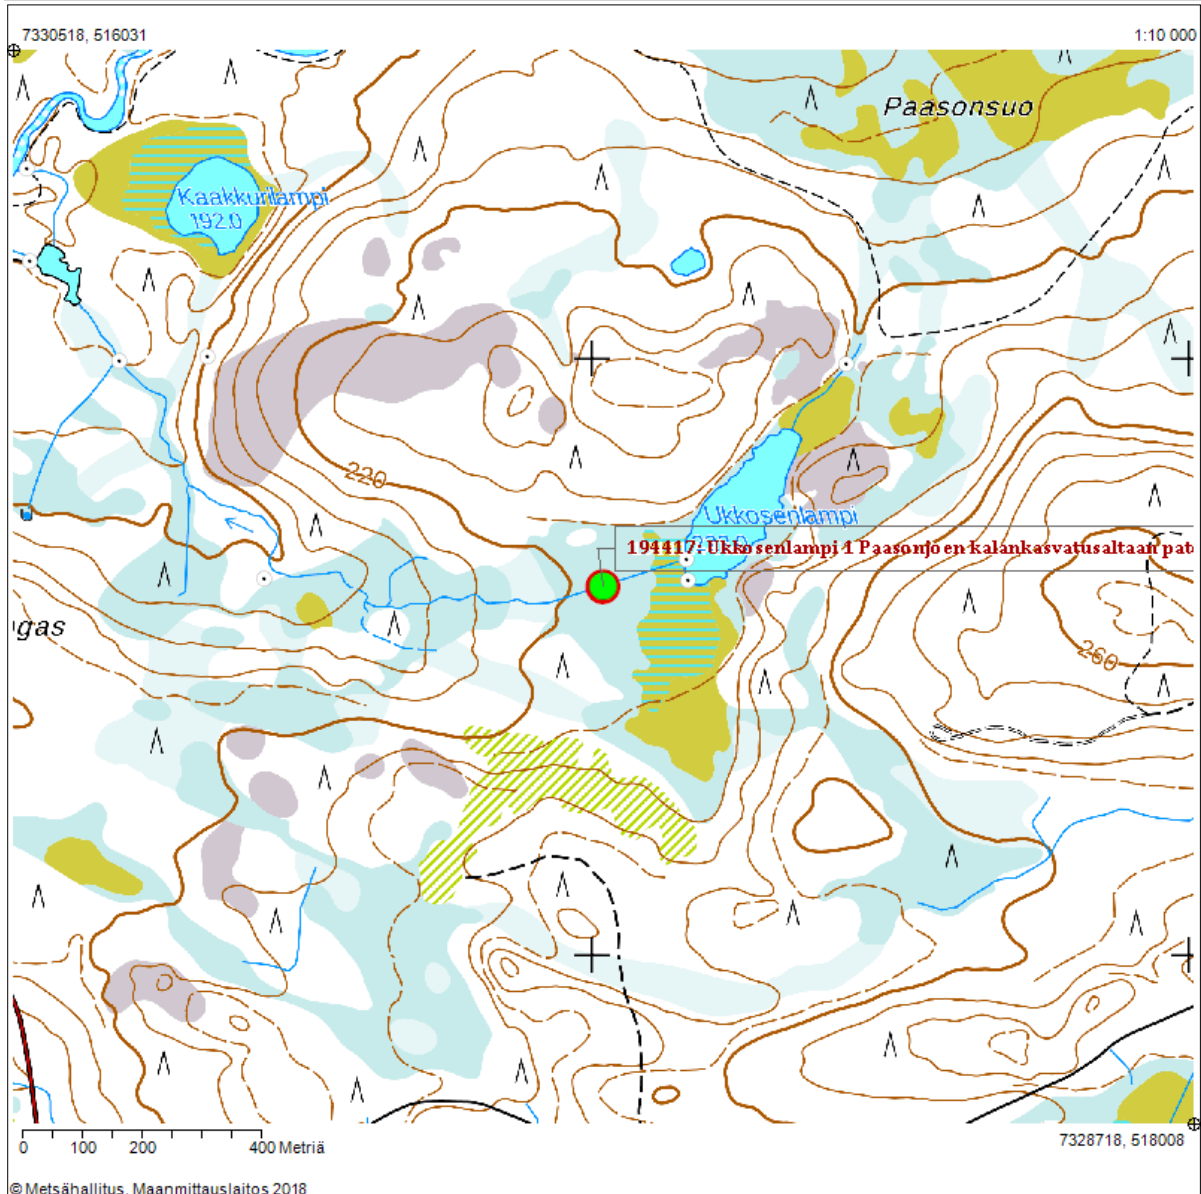 7330518, 516031
1:10 000
Paasonsuo
Kaakkurilampi
192.0
220
Ukkosenlampi
194417: Ukkosenlampi 1 Paasonjoen kalankasvatusaltaan pat
gas
260
0 100 200 400 Metriä
7328718, 518008
© Metsähallitus, Maanmittauslaitos 2018